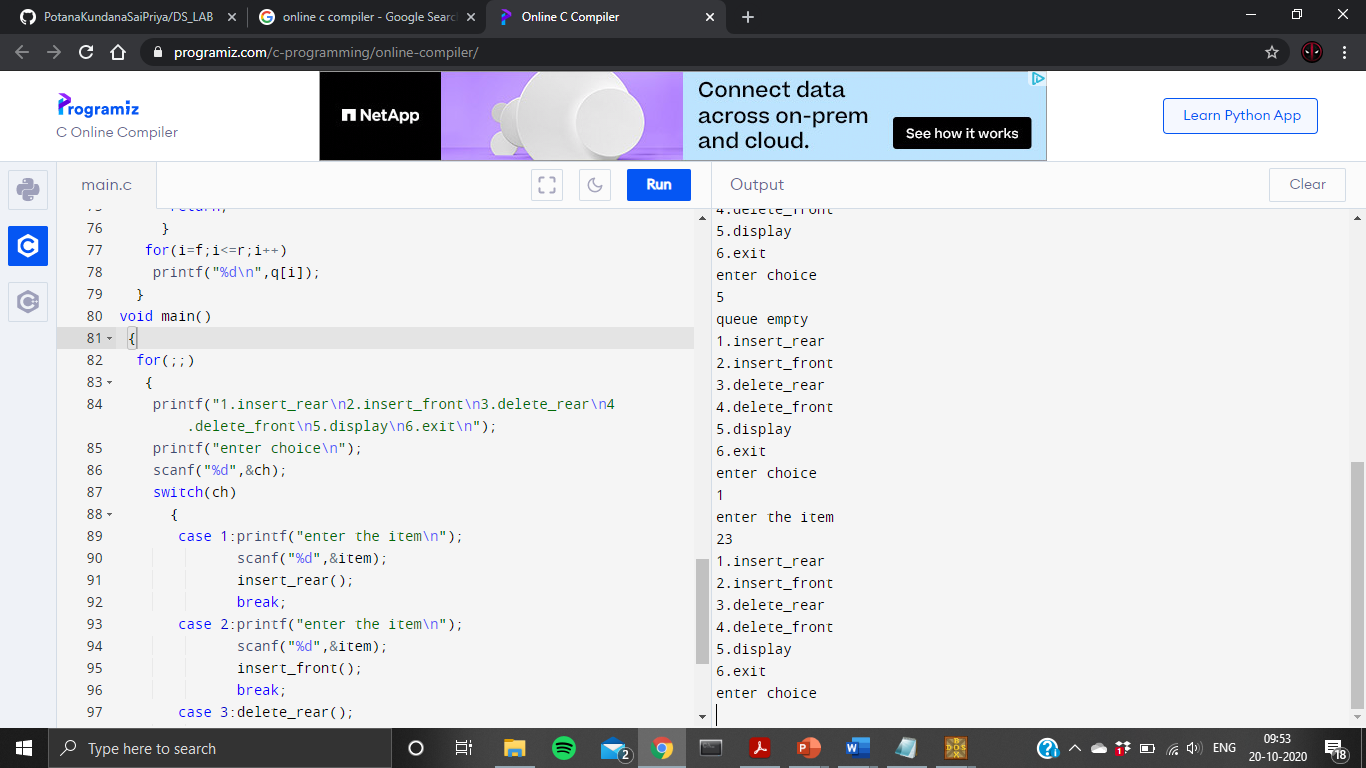 PotanaKundanaSaiPriya/DS_LAB
online c compiler - Google Searc
Online C Compiler
programiz.com/c-programming/online-compiler/
Programiz
C Online Compiler
NetApp
Connect data
across on-prem
and cloud.
See how it works
Learn Python App
main.c
Run
Output
Clear
75 return;
76 }
77 for(i=f;i<=r;i++)
78 printf("%d\n",q[i]);
79 }
80 void main()
81 {
82 for(;;)
83 {
84 printf("1.insert_rear\n2.insert_front\n3.delete_rear\n4
.delete_front\n5.display\n6.exit\n");
85 printf("enter choice\n");
86 scanf("%d",&ch);
87 switch(ch)
88 {
89 case 1:printf("enter the item\n");
90 scanf("%d",&item);
91 insert_rear();
92 break;
93 case 2:printf("enter the item\n");
94 scanf("%d",&item);
95 insert_front();
96 break;
97 case 3:delete_rear();
4.delete_front
5.display
6.exit
enter choice
5
queue empty
1.insert_rear
2.insert_front
3.delete_rear
4.delete_front
5.display
6.exit
enter choice
1
enter the item
23
1.insert_rear
2.insert_front
3.delete_rear
4.delete_front
5.display
6.exit
enter choice
Type here to search
2
DOS
ENG
09:53
20-10-2020
18